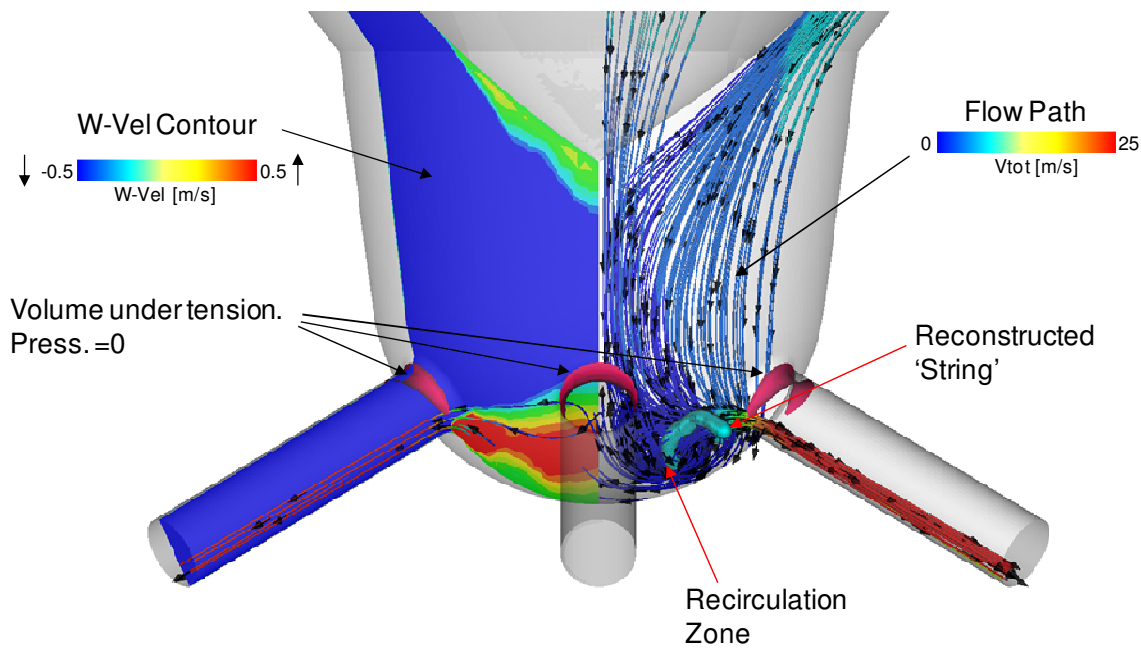 W-Vel Contour
-0.5
0.5
W-Vel [m/s]
Flow Path
0
25
Vtot [m/s]
Volume under tension.
Press. =0
Reconstructed
‘String’
Recirculation
Zone